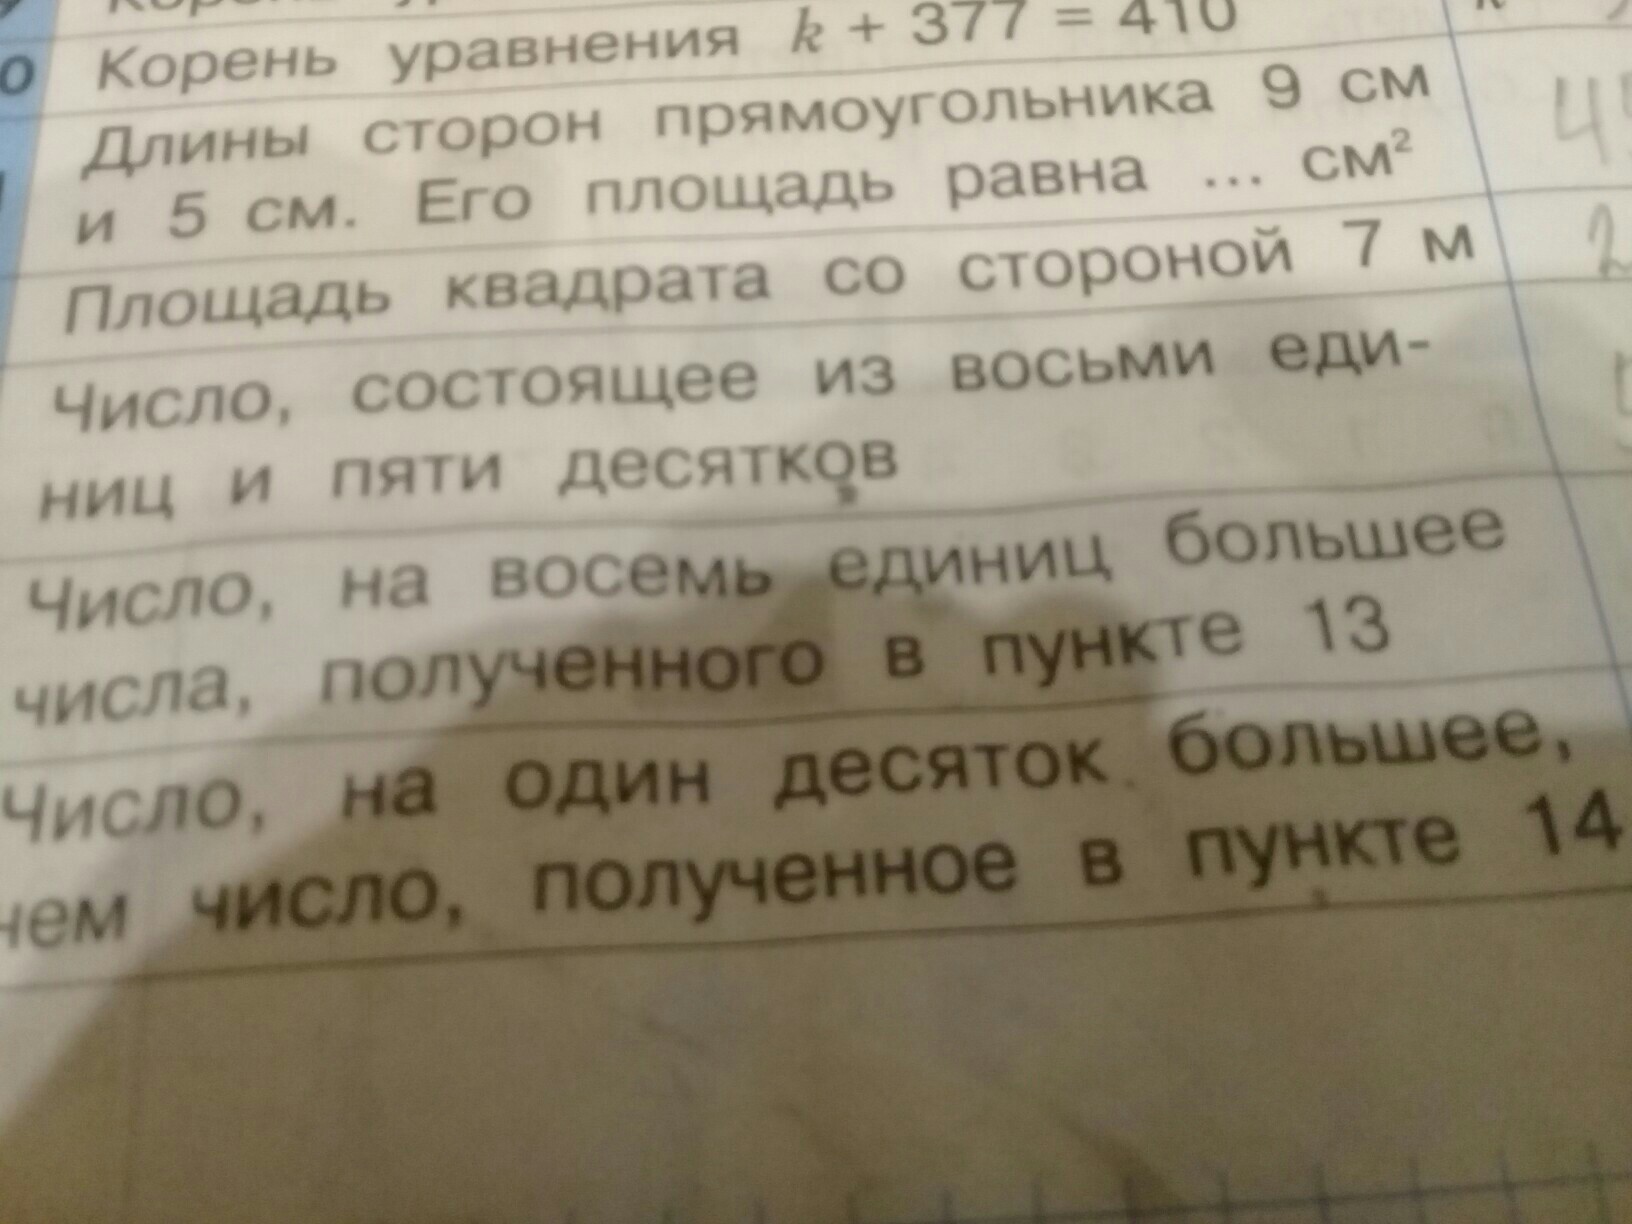 Корень уравнения k + 377 = 410
Длины сторон прямоугольника 9 см
и 5 см. Его площадь равна ... см²
Площадь квадрата со стороной 7 м
Число, состоящее из восьми еди-
ниц и пяти десятков
Число, на восемь единиц большее
числа, полученного в пункте 13
Число, на один десяток большее,
чем число, полученное в пункте 14